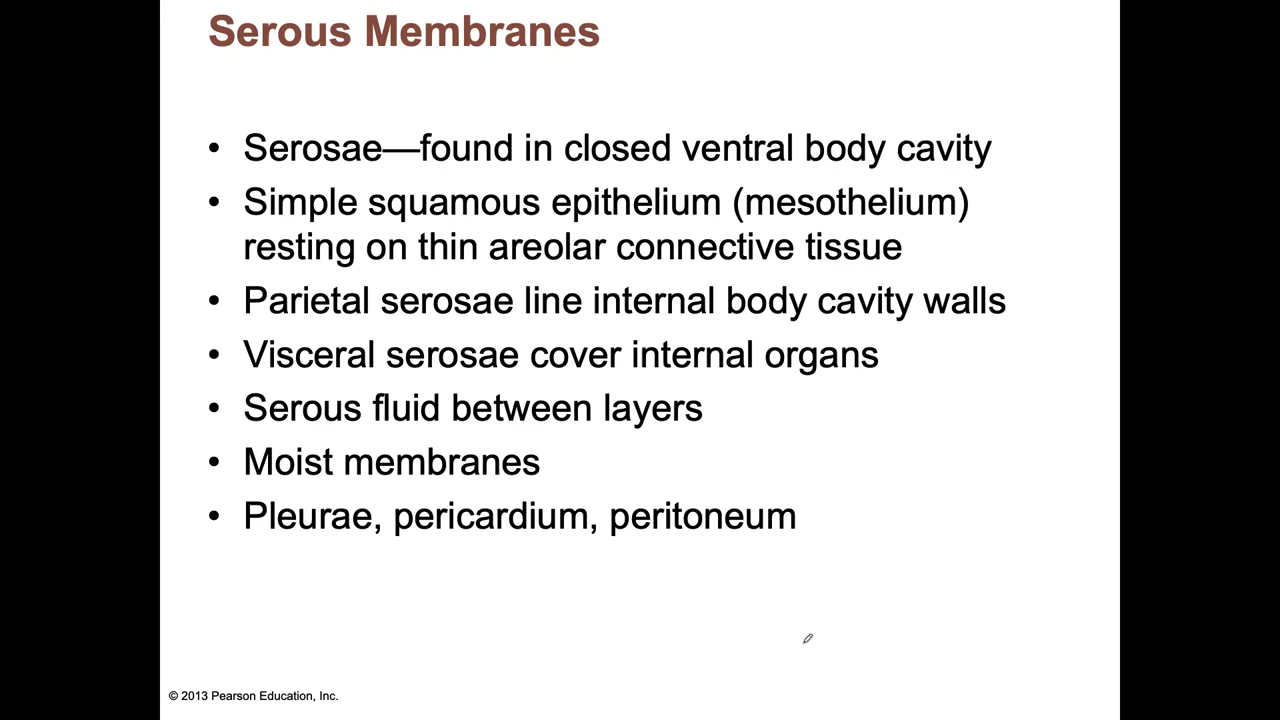 Serous Membranes
• Serosae—found in closed ventral body cavity
• Simple squamous epithelium (mesothelium)
resting on thin areolar connective tissue
• Parietal serosae line internal body cavity walls
• Visceral serosae cover internal organs
• Serous fluid between layers
• Moist membranes
• Pleurae, pericardium, peritoneum
© 2013 Pearson Education, Inc.